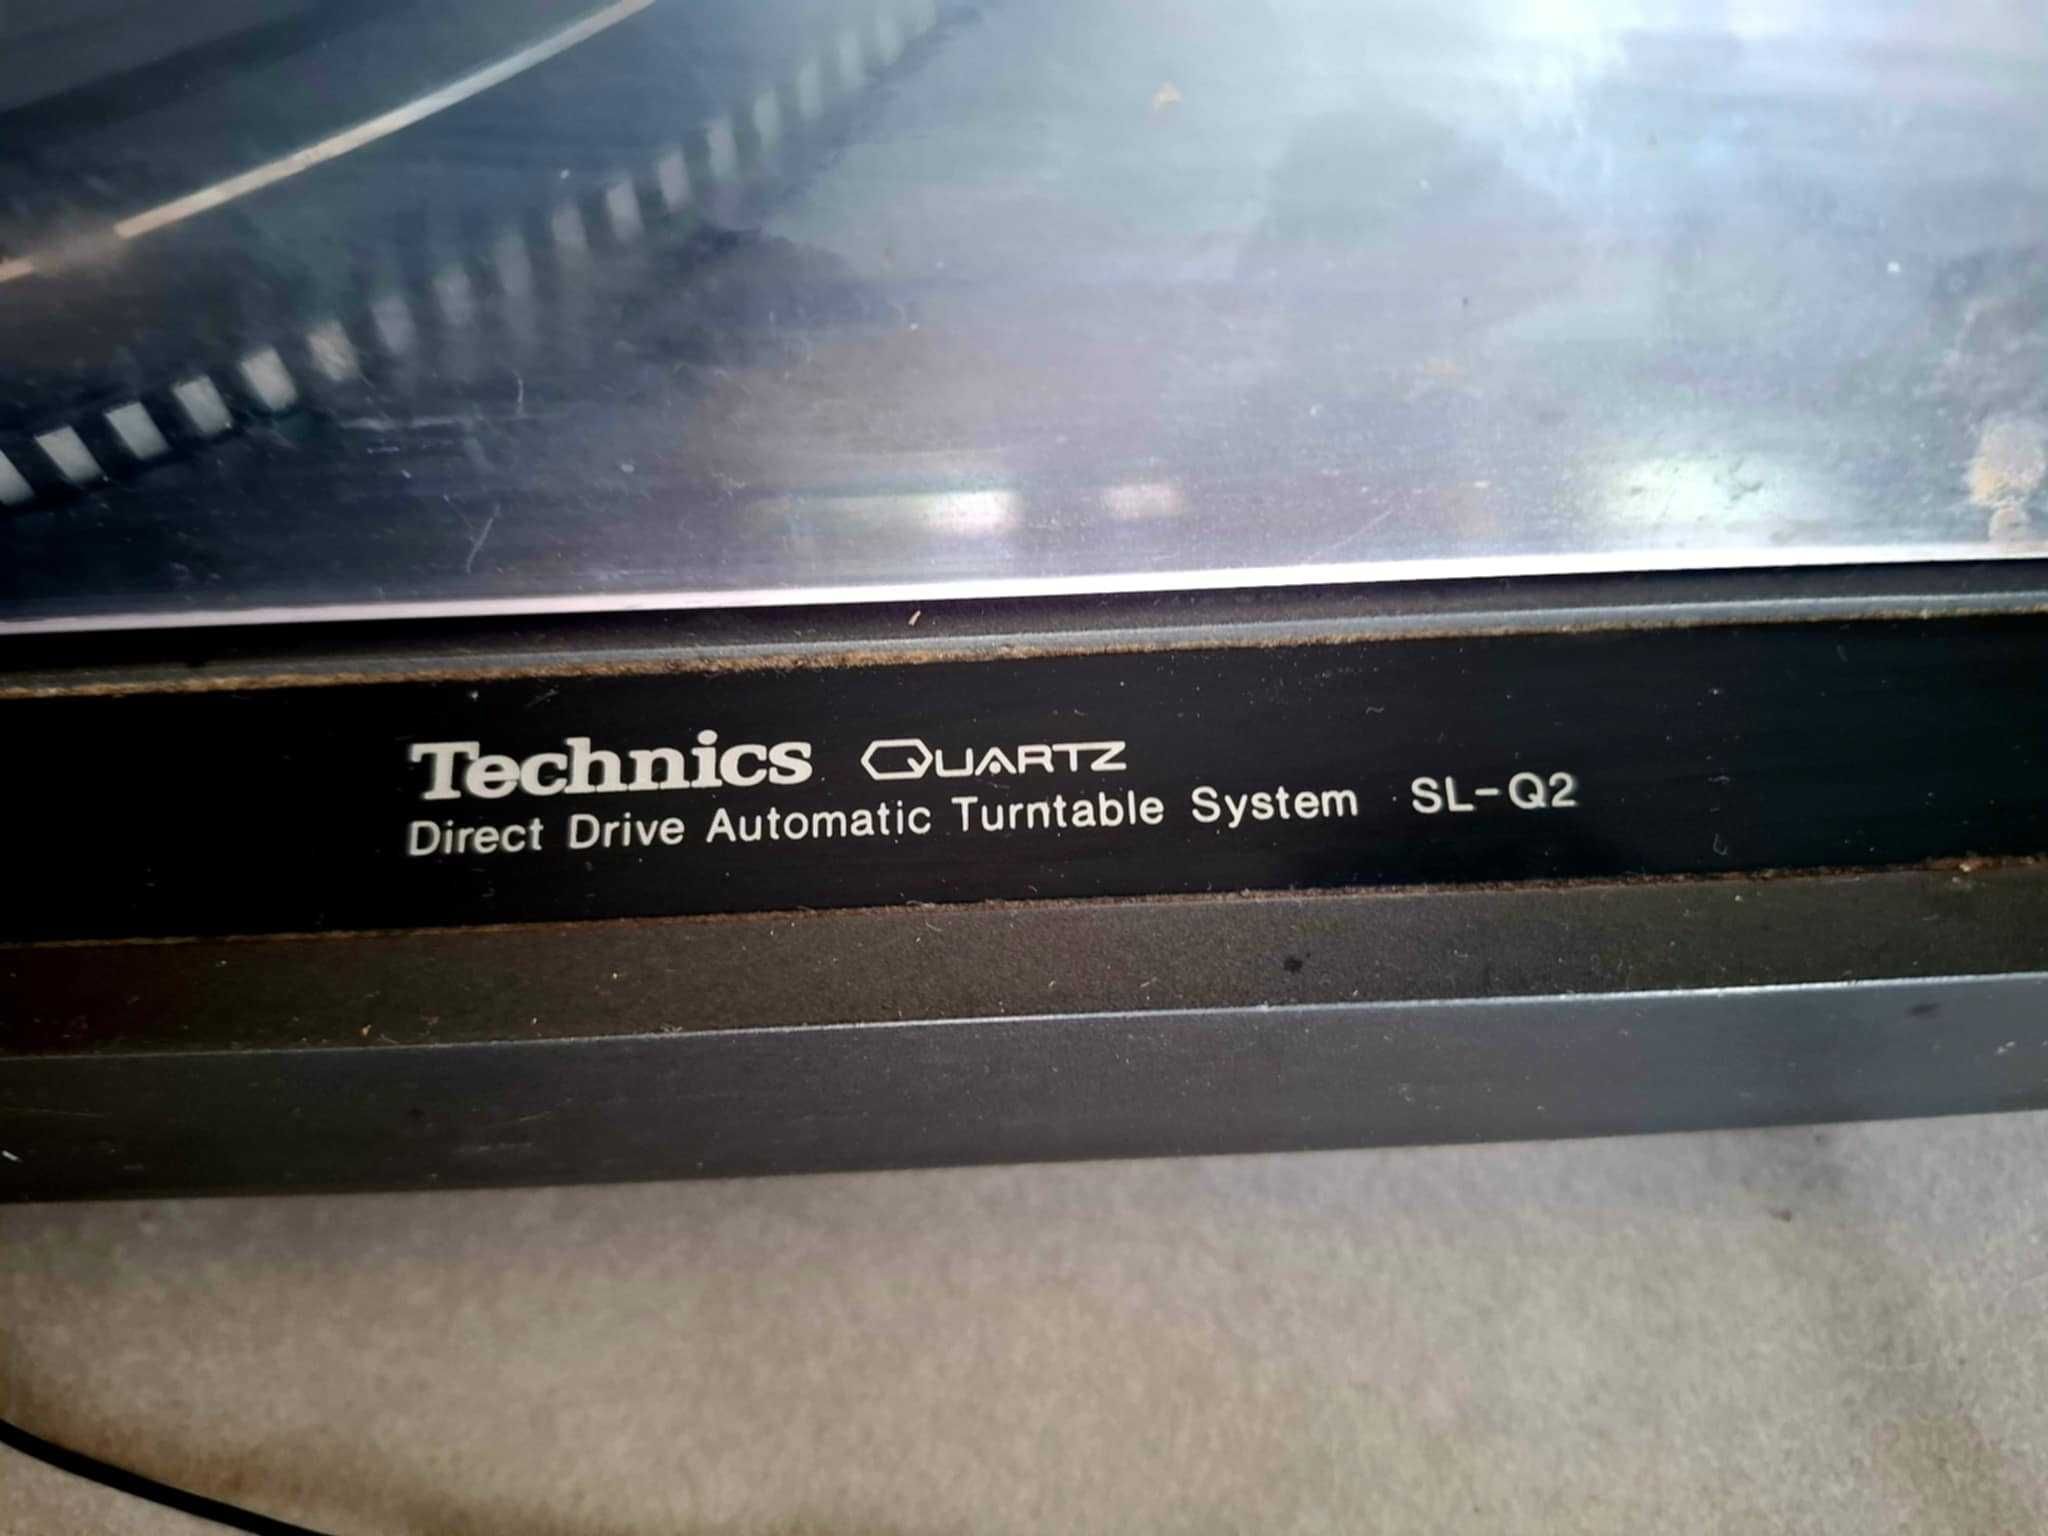 Technics QUARTZ
Direct Drive Automatic Turntable System SL-Q2